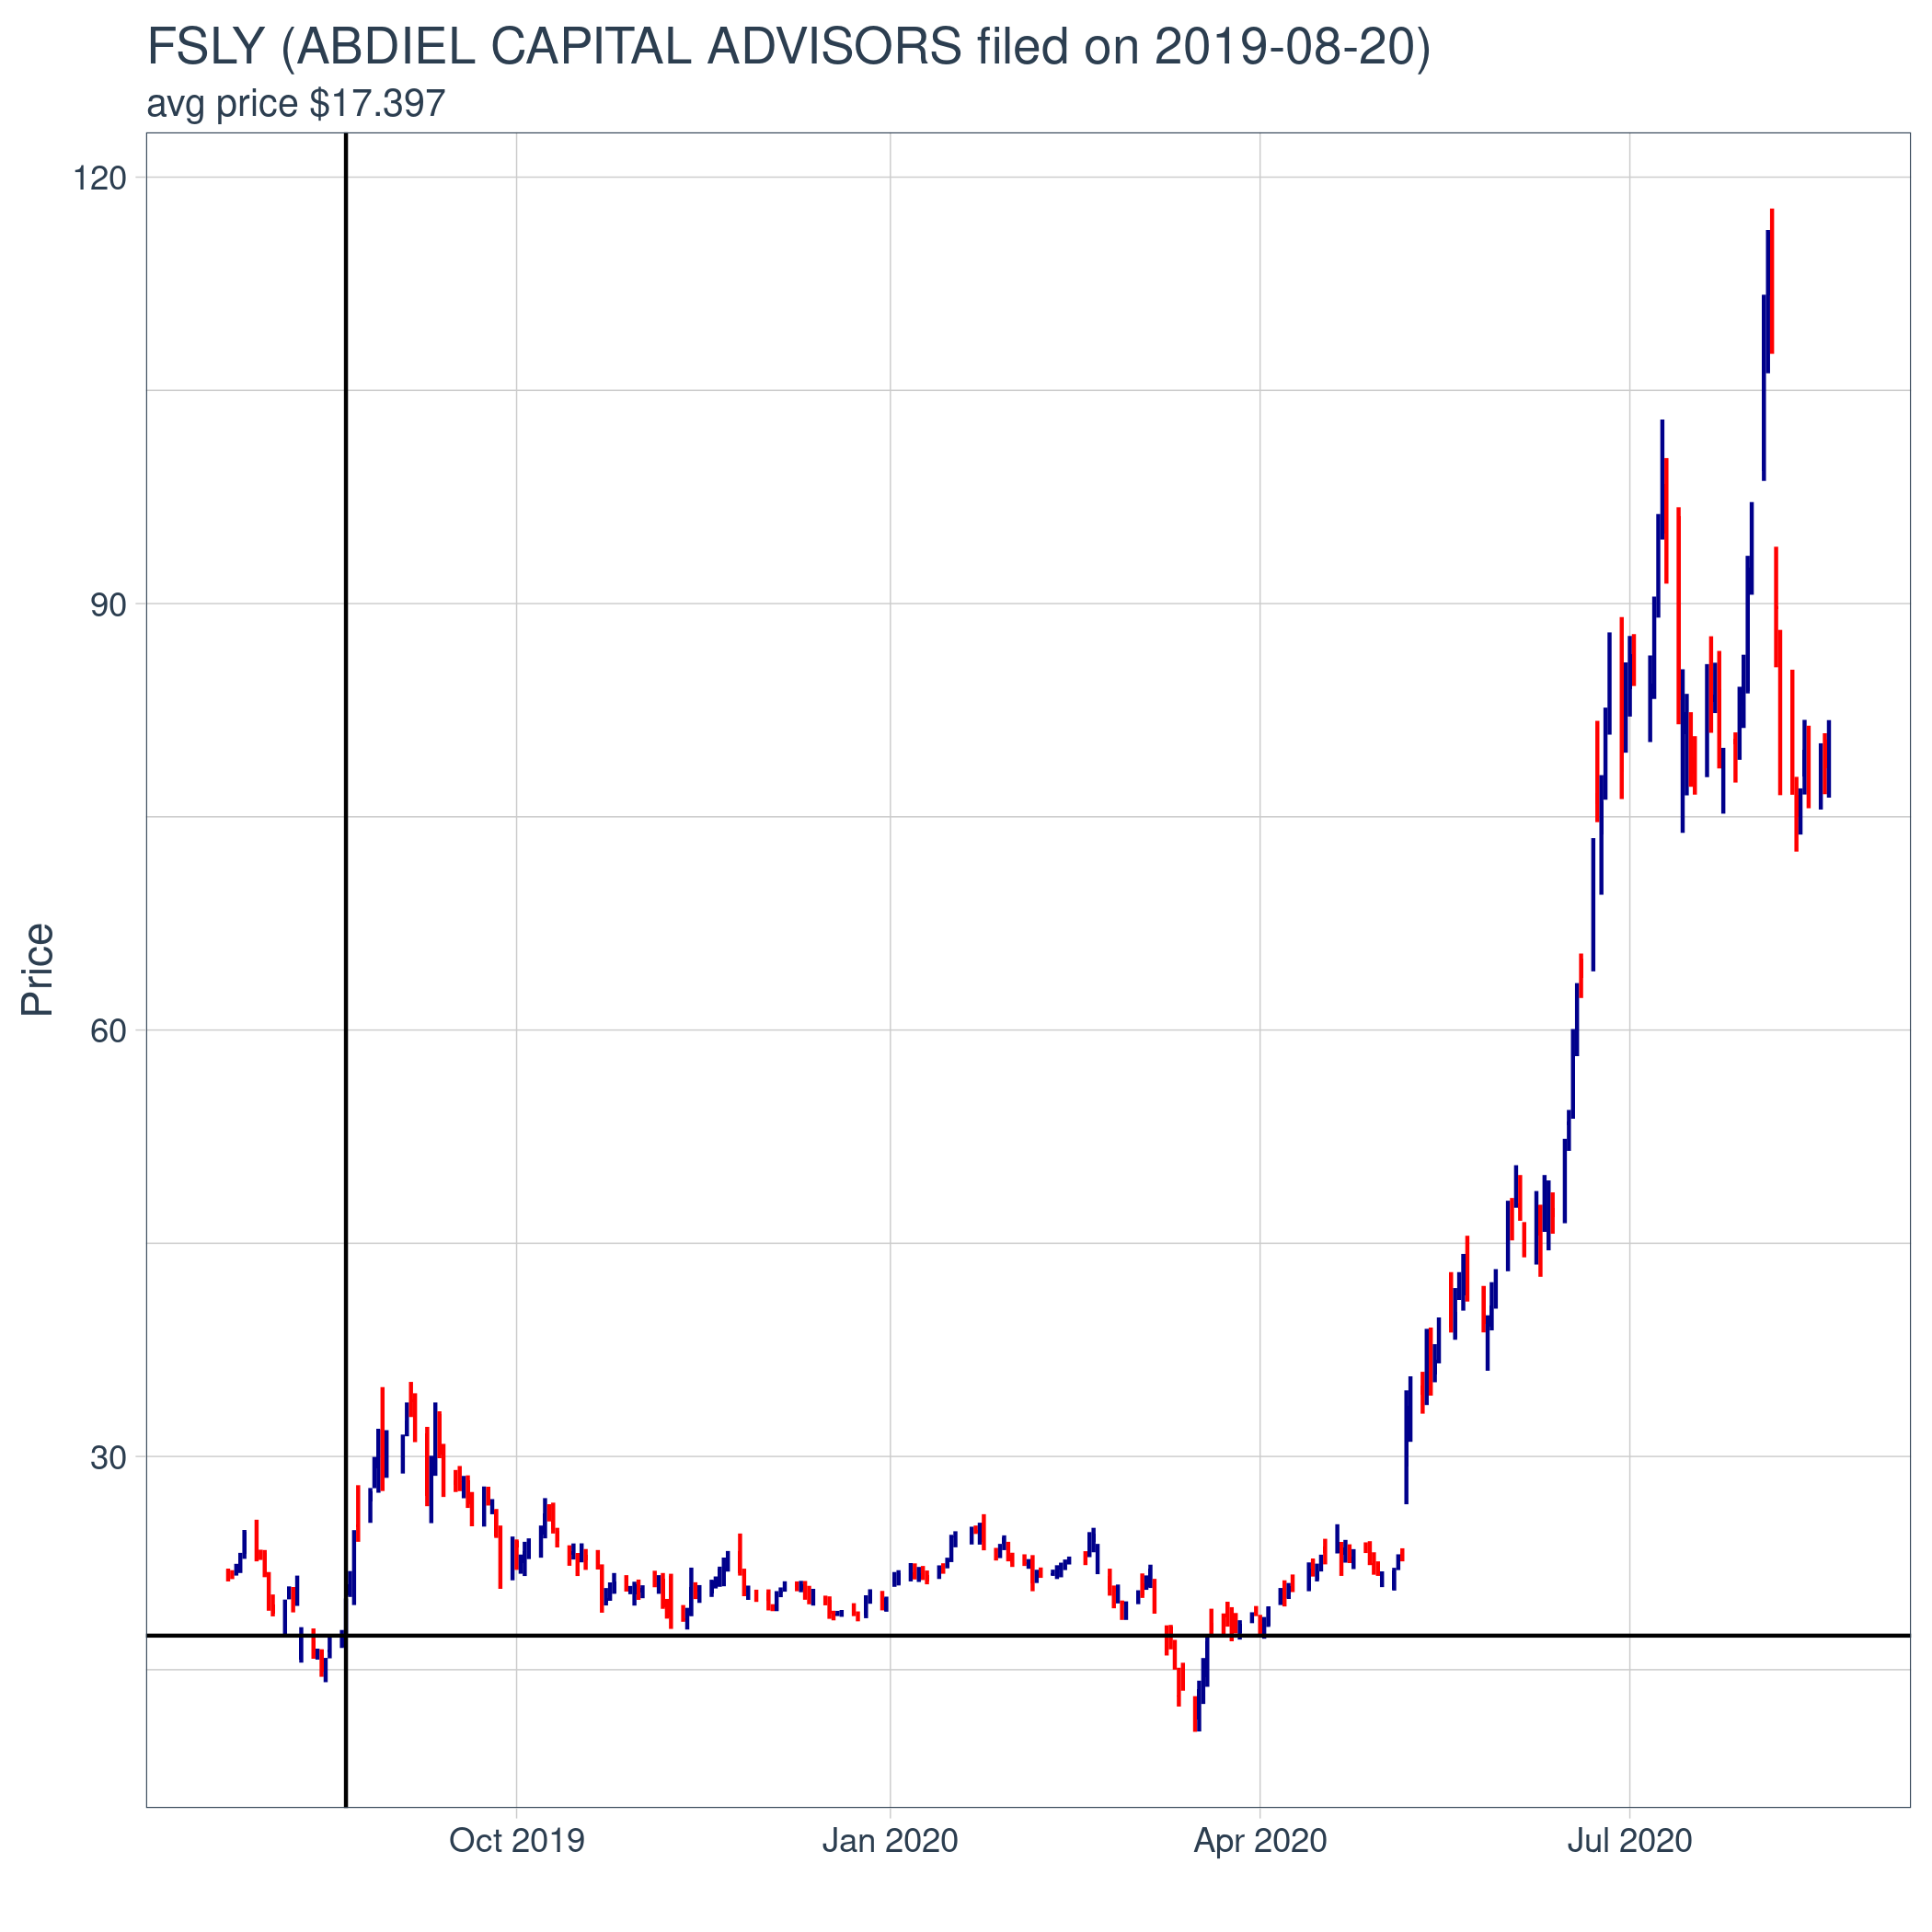 FSLY (ABDIEL CAPITAL ADVISORS filed on 2019-08-20)
avg price $17.397
120
90
60
30
Price
Oct 2019
Jan 2020
Apr 2020
Jul 2020